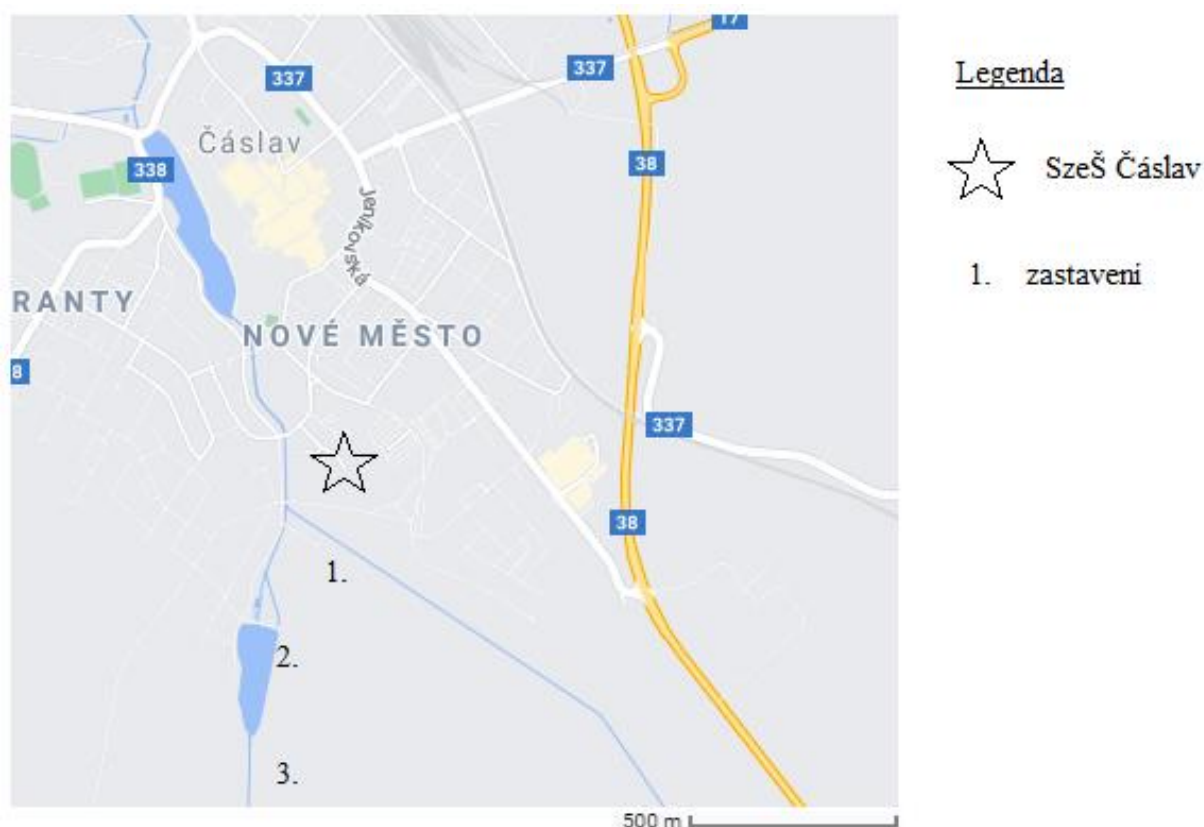 17
337
337
Čáslav
338
38
Jeníkovská
RANTY
NOVÉ MĚSTO
8
337
38
1.
2.
3.
500 m
Legenda
SzeŠ Čáslav
1. zastavení